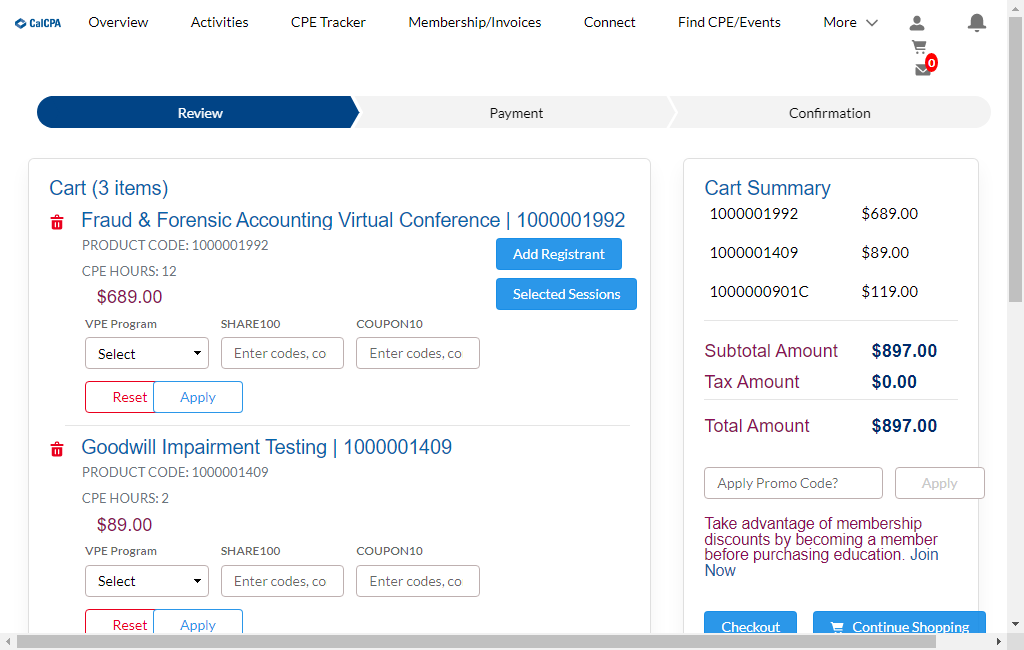 CalCPA Overview Activities CPE Tracker Membership/Invoices Connect Find CPE/Events More
0
Review Payment Confirmation
Cart (3 items)
Fraud & Forensic Accounting Virtual Conference | 1000001992
PRODUCT CODE: 1000001992
Add Registrant
CPE HOURS: 12
$689.00
Selected Sessions
VPE Program SHARE100 COUPON10
Select Enter codes, co Enter codes, co
Reset Apply
Goodwill Impairment Testing | 1000001409
PRODUCT CODE: 1000001409
CPE HOURS: 2
$89.00
VPE Program SHARE100 COUPON10
Select Enter codes, co Enter codes, co
Reset Apply
Cart Summary
1000001992 $689.00
1000001409 $89.00
1000000901C $119.00
Subtotal Amount $897.00
Tax Amount $0.00
Total Amount $897.00
Apply Promo Code? Apply
Take advantage of membership
discounts by becoming a member
before purchasing education. Join
Now
Checkout Continue Shopping